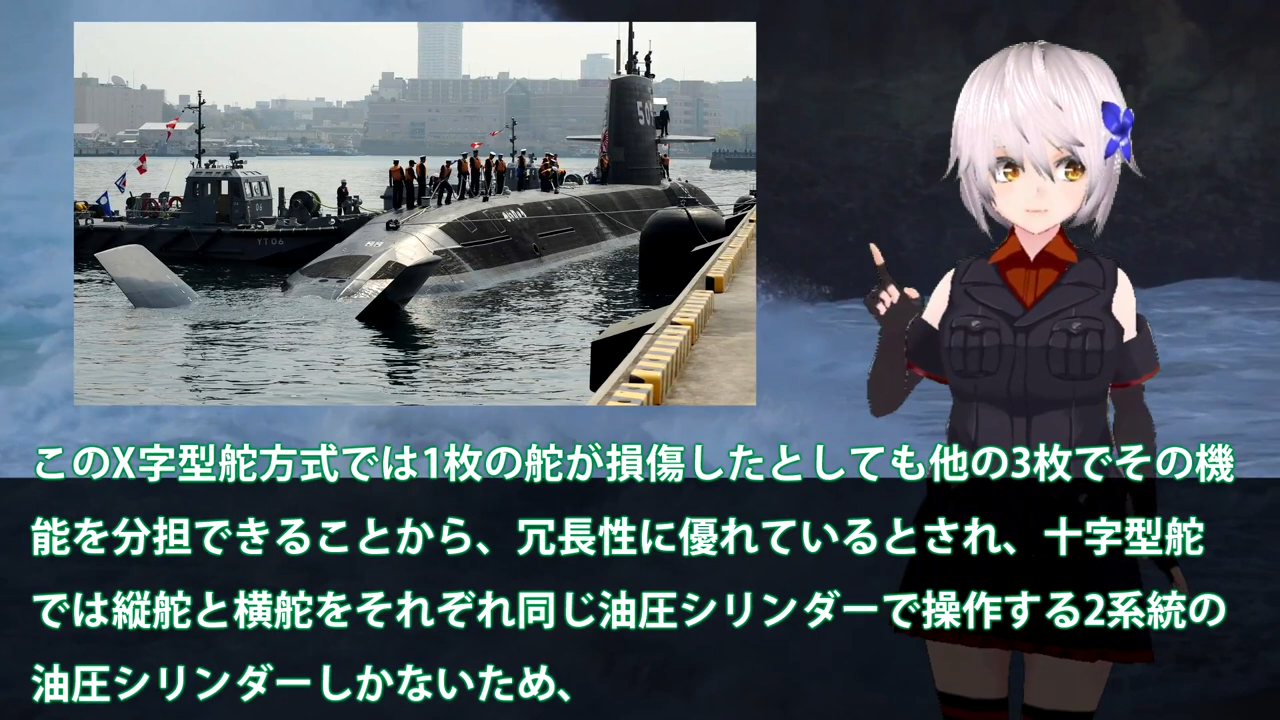 50
YT06
06
このX字型舵方式では1枚の舵が損傷したとしても他の3枚でその機
能を分担できることから、冗長性に優れているとされ、十字型舵
では縦舵と横舵をそれぞれ同じ油圧シリンダーで操作する2系統の
油圧シリンダーしかないため、